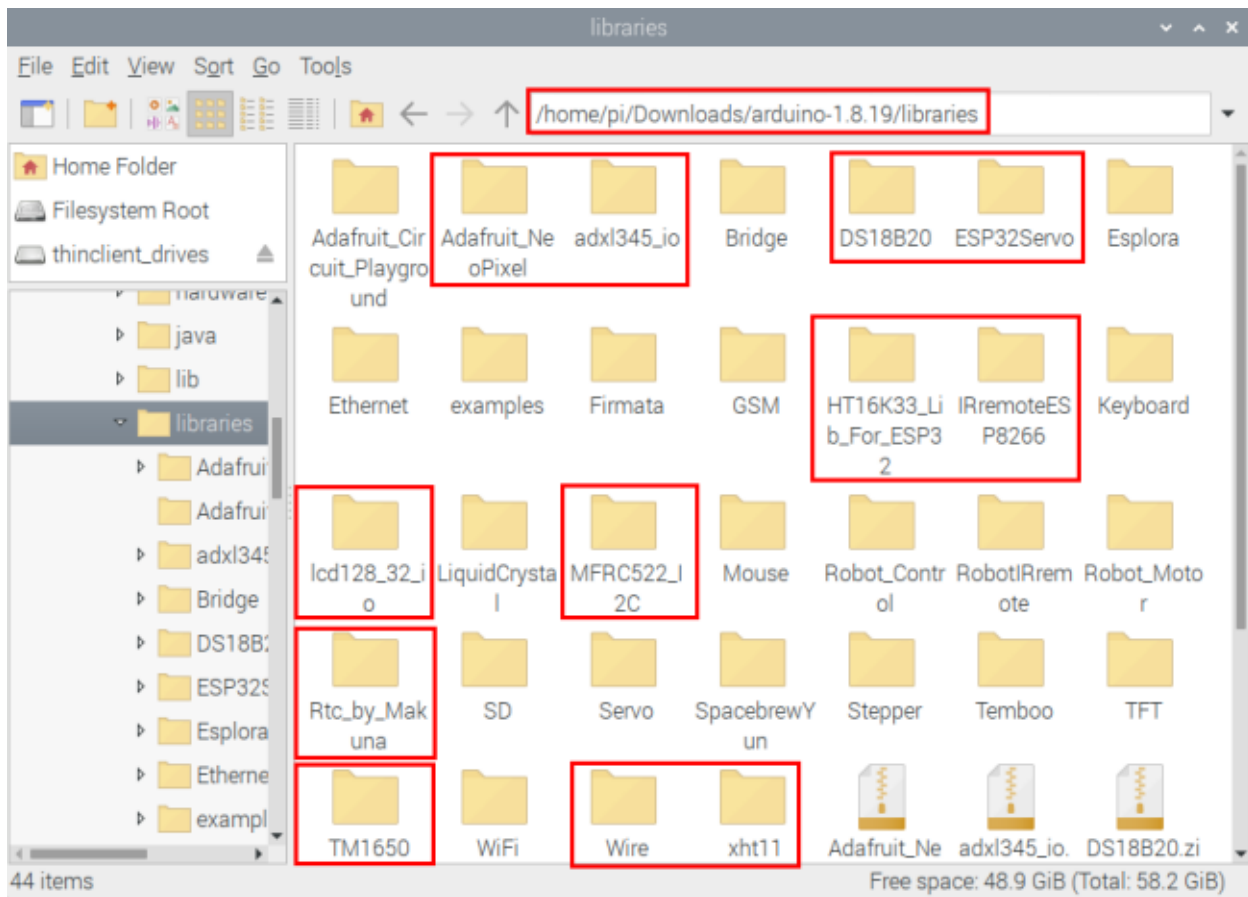 libraries
File Edit View Sort Go Tools
/home/pi/Downloads/arduino-1.8.19/libraries
Home Folder
Filesystem Root
thinclient_drives
hardware
java
lib
libraries
Adafrui
Adafrui
adxl345
Bridge
DS18B2
ESP32S
Esplora
Etherne
exampl
Adafruit_Cir
cuit_Playgro
und
Adafruit_Ne
oPixel
adxl345_io
Bridge
DS18B20
ESP32Servo
Esplora
Ethernet
examples
Firmata
GSM
HT16K33_Li
b_For_ESP3
2
IRremoteES
P8266
Keyboard
lcd128_32_i
o
LiquidCrysta
l
MFRC522_I
2C
Mouse
Robot_Contr
ol
RobotIRrem
ote
Robot_Moto
r
Rtc_by_Mak
una
SD
Servo
SpacebrewY
un
Stepper
Temboo
TFT
TM1650
WiFi
Wire
xht11
Adafruit_Ne
adxl345_io.
DS18B20.zi
44 items
Free space: 48.9 GiB (Total: 58.2 GiB)